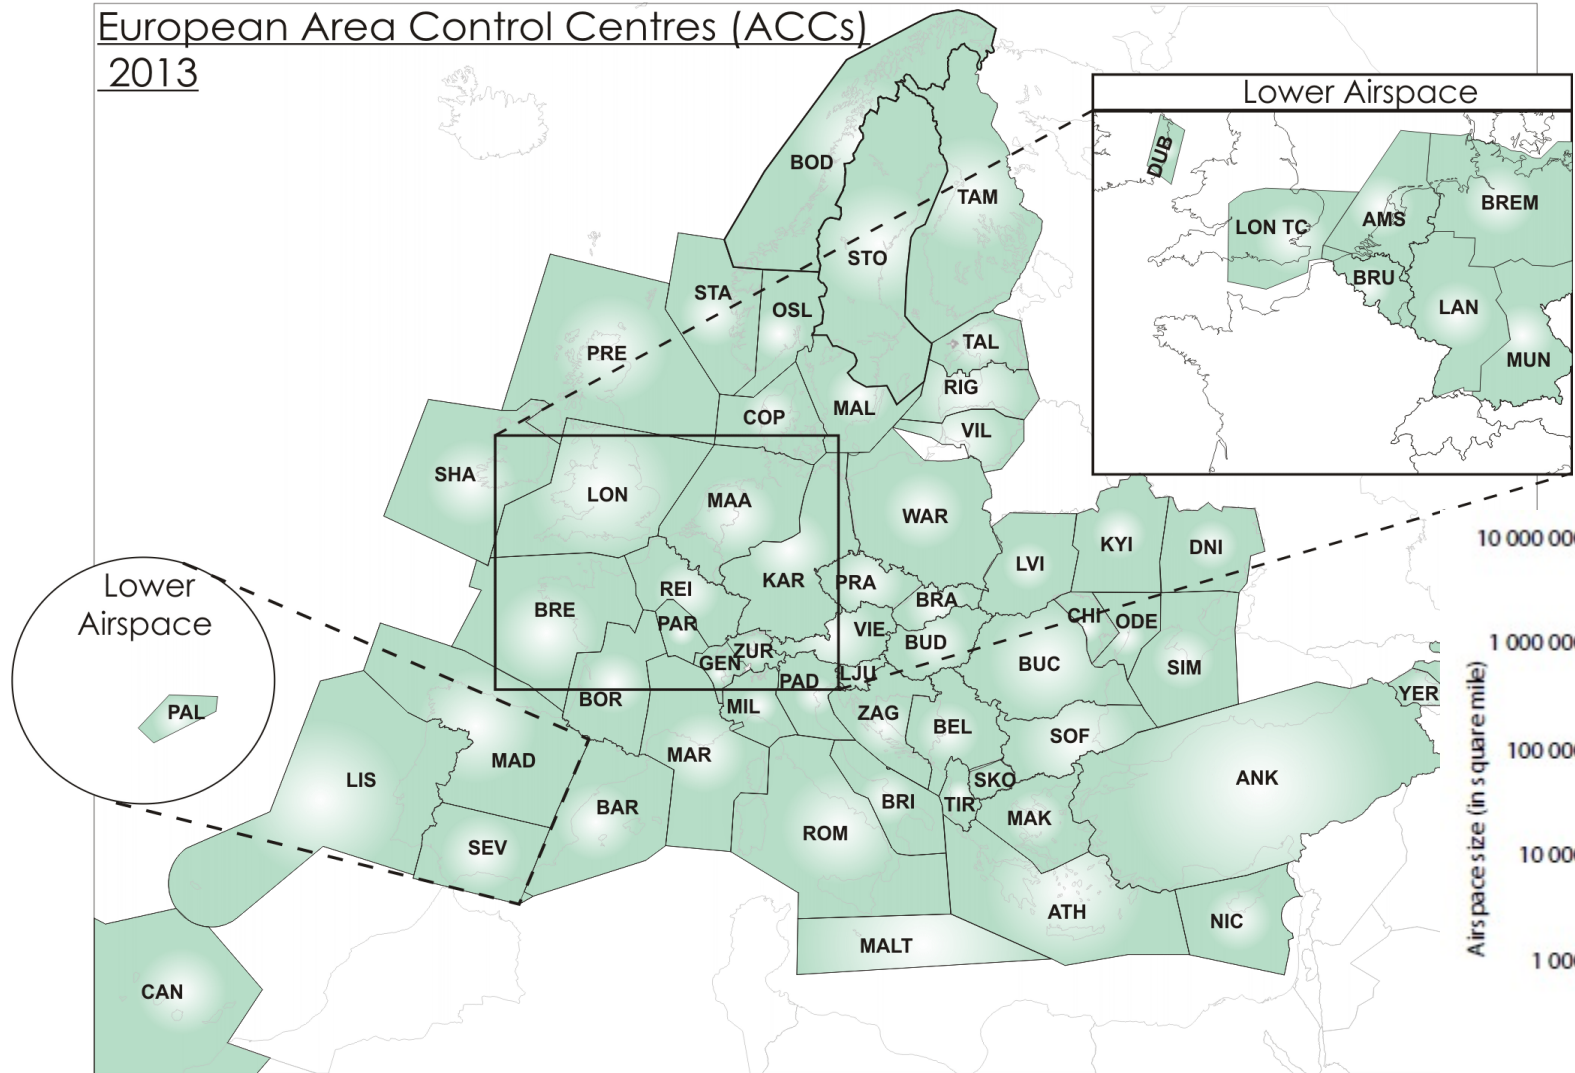 European Area Control Centres (ACCs)
2013
Lower Airspace
DUB
LON TC
AMS
BREM
BRU
LAN
MUN
BOD
TAM
STO
STA
OSL
PRE
TAL
RIG
COP
MAL
VIL
SHA
LON
MAA
WAR
KYI
DNI
LVI
KAR
PRA
REI
BRA
BRE
PAR
CHI
ODE
VIE
BUD
ZUR
GEN
BUC
SIM
LJU
PAD
BOR
MIL
ZAG
BEL
SOF
YER
MAR
MAD
LIS
SKO
ANK
BAR
BRI
TIR
MAK
ROM
SEV
ATH
NIC
MALT
CAN
Lower
Airspace
PAL
Airspace size (in square mile)
10 000 00
1 000 00
100 00
10 00
1 00